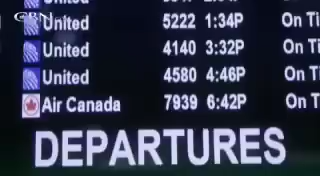 CBN
United 5222 1:34P On Ti
United 4140 3:32P On Ti
United 4580 4:46P On Ti
Air Canada 7939 6:42P On T
DEPARTURES